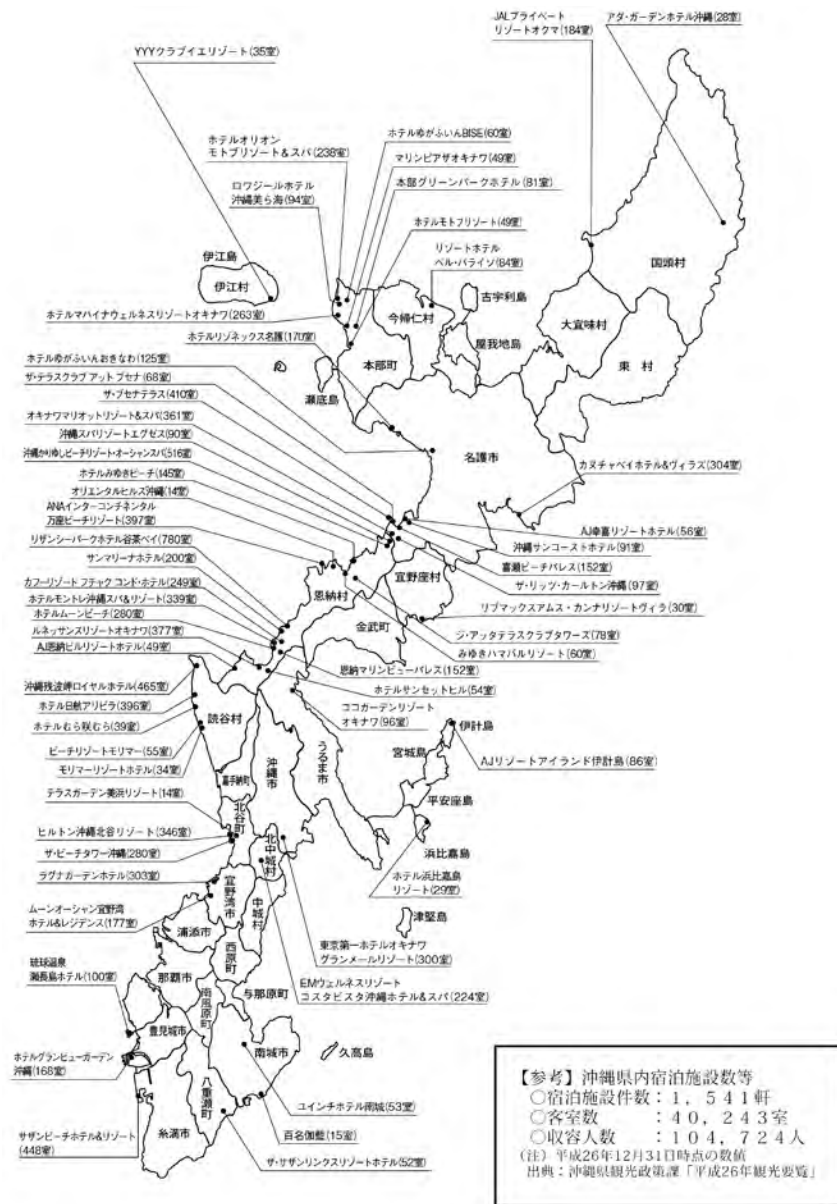 JALプライベート
リゾートオクマ(184室)
アダ・ガーデンホテル沖縄(28室)
YYYクラブイエリゾート(35室)
ホテルオリオン
モトブリゾート&スパ(238室)
ホテルゆがふいんBISE(60室)
マリンピアザオキナワ(49室)
本部グリーンパークホテル(81室)
ロワジールホテル
沖縄美ら海(94室)
ホテルモトブリゾート(49室)
リゾートホテル
ベル・パライソ(84室)
伊江島
伊江村
国頭村
古宇利島
今帰仁村
大宜味村
ホテルマハイナウェルネスリゾートオキナワ(263室)
ホテルリゾネックス名護(170室)
屋我地島
本部町
東 村
ホテルゆがふいんおきなわ(125室)
ザ・テラスクラブ アット ブセナ(68室)
ザ・ブセナテラス(410室)
瀬底島
オキナワマリオットリゾート&スパ(361室)
沖縄スパリゾートエグゼス(90室)
沖縄かりゆしビーチリゾート・オーシャンスパ(516室)
名護市
カヌチャベイホテル&ヴィラズ(304室)
ホテルみゆきビーチ(145室)
オリエンタルヒルズ沖縄(14室)
ANAインターコンチネンタル
万座ビーチリゾート(397室)
AJ幸喜リゾートホテル(56室)
リザンシーパークホテル谷茶ベイ(780室)
沖縄サンコーストホテル(91室)
サンマリーナホテル(200室)
喜瀬ビーチパレス(152室)
カフーリゾート フチャク コンド・ホテル(249室)
恩納村
宜野座村
ザ・リッツ・カールトン沖縄(97室)
ホテルモントレ沖縄スパ&リゾート(339室)
リブマックスアムス・カンナリゾートヴィラ(30室)
ホテルムーンビーチ(280室)
金武町
ルネッサンスリゾートオキナワ(377室)
ジ・アッタテラスクラブタワーズ(78室)
AJ恩納ビルリゾートホテル(49室)
みゆきハマバルリゾート(60室)
恩納マリンビューパレス(152室)
沖縄残波岬ロイヤルホテル(465室)
ホテルサンセットヒル(54室)
ホテル日航アリビラ(396室)
ココガーデンリゾート
オキナワ(96室)
ホテルむら咲むら(39室)
読谷村
伊計島
ビーチリゾートモリマー(55室)
宮城島
AJリゾートアイランド伊計島(86室)
モリマーリゾートホテル(34室)
うるま市
沖縄市
嘉手納町
平安座島
テラスガーデン美浜リゾート(14室)
北谷町
ヒルトン沖縄北谷リゾート(346室)
北中城村
浜比嘉島
ザ・ビーチタワー沖縄(280室)
ホテル浜比嘉島
リゾート(29室)
ラグナガーデンホテル(303室)
宜野湾市
中城村
ムーンオーシャン宜野湾
ホテル&レジデンス(177室)
津堅島
浦添市
西原町
東京第一ホテルオキナワ
グランメールリゾート(300室)
琉球温泉
瀬長島ホテル(100室)
那覇市
南風原町
与那原町
EMウェルネスリゾート
コスタビスタ沖縄ホテル&スパ(224室)
豊見城市
南城市
久高島
ホテルグランビューガーデン
沖縄(168室)
八重瀬町
ユインチホテル南城(53室)
サザンビーチホテル&リゾート
(448室)
糸満市
百名伽藍(15室)
ザ・サザンリンクスリゾートホテル(52室)
【参考】沖縄県内宿泊施設数等
○宿泊施設件数:1,541軒
○客室数 :40,243室
○収容人数 :104,724人
(注)平成26年12月31日時点の数値
出典:沖縄県観光政策課「平成26年観光要覧」